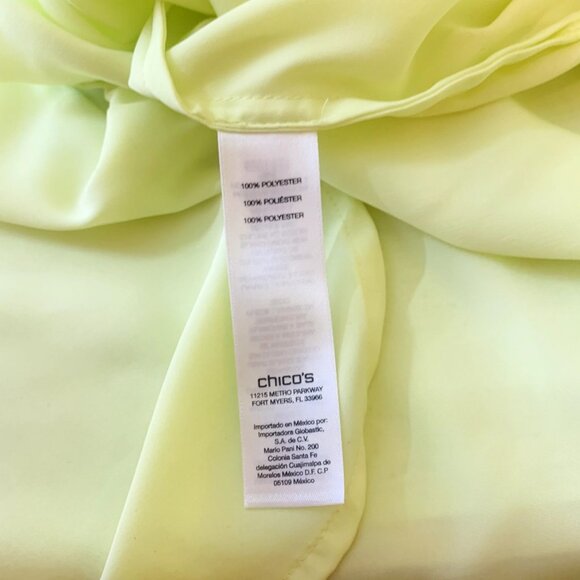 100% POLYESTER
100% POLIÉSTER
100% POLYESTER
chico's
11215 METRO PARKWAY
FORT MYERS, FL 33966
Importado en México por:
Importadora Globastic,
S.A. de C.V.
Mario Pani No. 200
Colonia Santa Fe
delegación Cuajimalpa de
Morelos México D.F. C.P
05109 México